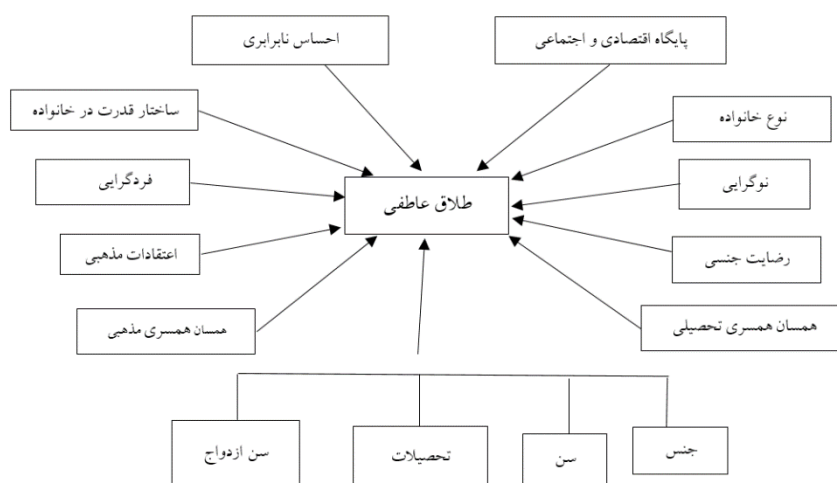 پایگاه اقتصادی و اجتماعی
احساس نابرابری
نوع خانواده
ساختار قدرت در خانواده
نوگرایی
طلاق عاطفی
فردگرایی
رضایت جنسی
اعتقادات مذهبی
همسان همسری تحصیلی
همسان همسری مذهبی
جنس
سن
تحصیلات
سن ازدواج